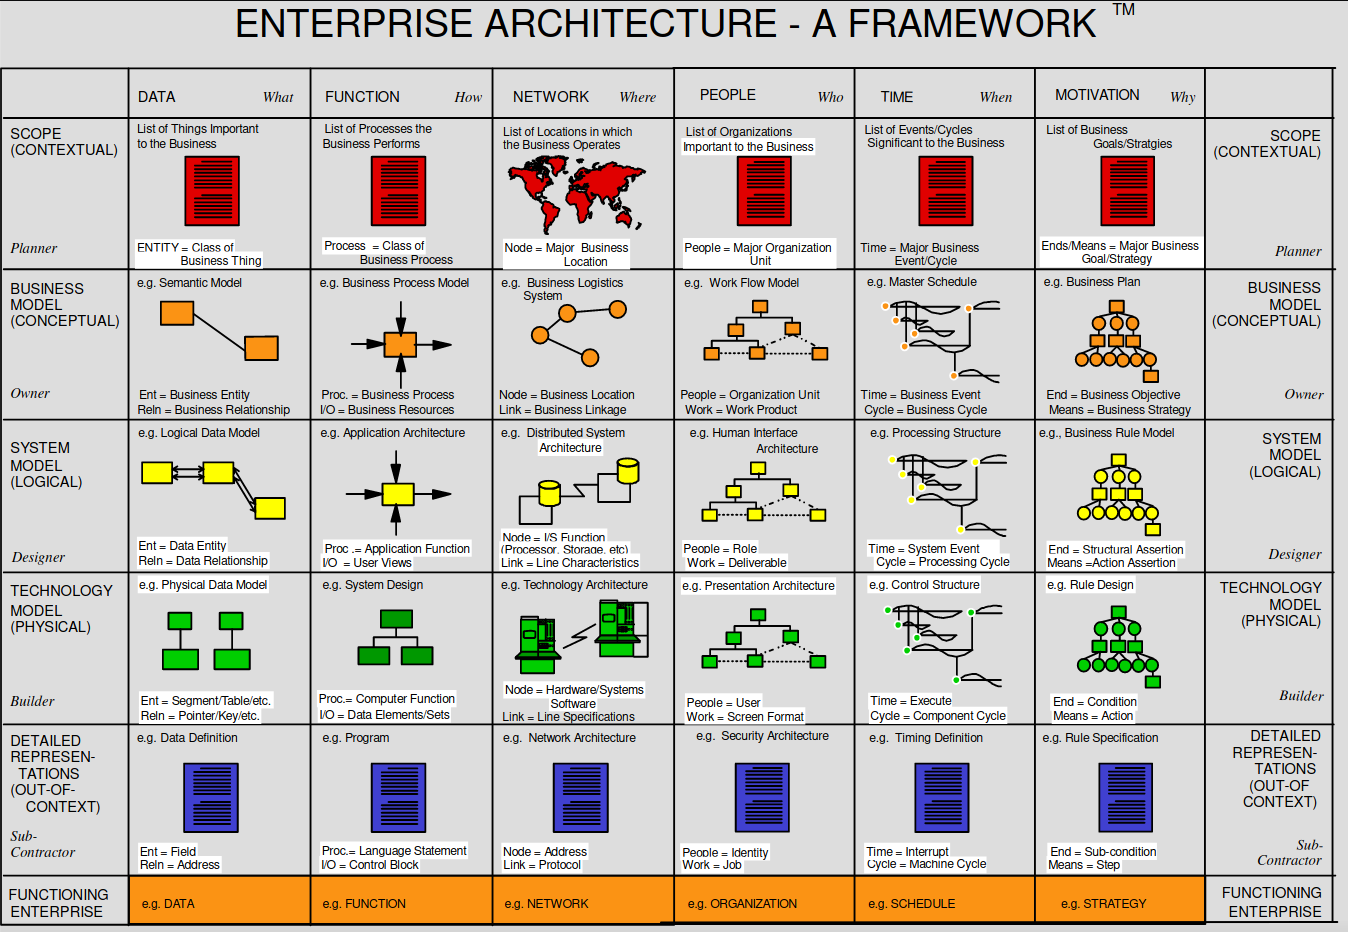 ENTERPRISE ARCHITECTURE - A FRAMEWORK ™
DATA What
FUNCTION How
NETWORK Where
PEOPLE Who
TIME When
MOTIVATION Why
SCOPE
(CONTEXTUAL)
Planner
List of Things Important
to the Business
ENTITY = Class of
Business Thing
List of Processes the
Business Performs
Process = Class of
Business Process
List of Locations in which
the Business Operates
Node = Major Business
Location
List of Organizations
Important to the Business
People = Major Organization
Unit
List of Events/Cycles
Significant to the Business
Time = Major Business
Event/Cycle
List of Business
Goals/Stratgies
Ends/Means = Major Business
Goal/Strategy
SCOPE
(CONTEXTUAL)
Planner
BUSINESS
MODEL
(CONCEPTUAL)
Owner
e.g. Semantic Model
Ent = Business Entity
Reln = Business Relationship
e.g. Business Process Model
Proc. = Business Process
I/O = Business Resources
e.g. Business Logistics
System
Node = Business Location
Link = Business Linkage
e.g. Work Flow Model
People = Organization Unit
Work = Work Product
e.g. Master Schedule
Time = Business Event
Cycle = Business Cycle
e.g. Business Plan
End = Business Objective
Means = Business Strategy
BUSINESS
MODEL
(CONCEPTUAL)
Owner
SYSTEM
MODEL
(LOGICAL)
Designer
e.g. Logical Data Model
Ent = Data Entity
Reln = Data Relationship
e.g. Application Architecture
Proc .= Application Function
I/O = User Views
e.g. Distributed System
Architecture
Node = I/S Function
(Processor, Storage, etc)
Link = Line Characteristics
e.g. Human Interface
Architecture
People = Role
Work = Deliverable
e.g. Processing Structure
Time = System Event
Cycle = Processing Cycle
e.g., Business Rule Model
End = Structural Assertion
Means =Action Assertion
SYSTEM
MODEL
(LOGICAL)
Designer
TECHNOLOGY
MODEL
(PHYSICAL)
Builder
e.g. Physical Data Model
Ent = Segment/Table/etc.
Reln = Pointer/Key/etc.
e.g. System Design
Proc.= Computer Function
I/O = Data Elements/Sets
e.g. Technology Architecture
Node = Hardware/Systems
Software
Link = Line Specifications
e.g. Presentation Architecture
People = User
Work = Screen Format
e.g. Control Structure
Time = Execute
Cycle = Component Cycle
e.g. Rule Design
End = Condition
Means = Action
TECHNOLOGY
MODEL
(PHYSICAL)
Builder
DETAILED
REPRESEN-
TATIONS
(OUT-OF-
CONTEXT)
Sub-
Contractor
e.g. Data Definition
Ent = Field
Reln = Address
e.g. Program
Proc.= Language Statement
I/O = Control Block
e.g. Network Architecture
Node = Address
Link = Protocol
e.g. Security Architecture
People = Identity
Work = Job
e.g. Timing Definition
Time = Interrupt
Cycle = Machine Cycle
e.g. Rule Specification
End = Sub-condition
Means = Step
DETAILED
REPRESEN-
TATIONS
(OUT-OF
CONTEXT)
Sub-
Contractor
FUNCTIONING
ENTERPRISE
e.g. DATA
e.g. FUNCTION
e.g. NETWORK
e.g. ORGANIZATION
e.g. SCHEDULE
e.g. STRATEGY
FUNCTIONING
ENTERPRISE